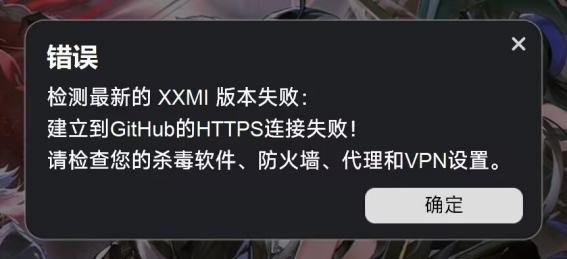 错误
检测最新的 XXMI 版本失败：
建立到GitHub的HTTPS连接失败！
请检查您的杀毒软件、防火墙、代理和VPN设置。
确定